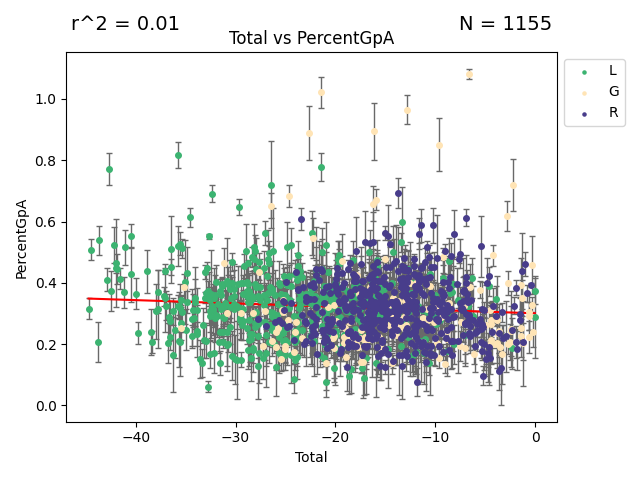 r^2 = 0.01 N = 1155
Total vs PercentGpA
L
G
R
1.0
0.8
0.6
0.4
0.2
0.0
PercentGpA
−40 −30 −20 −10 0
Total